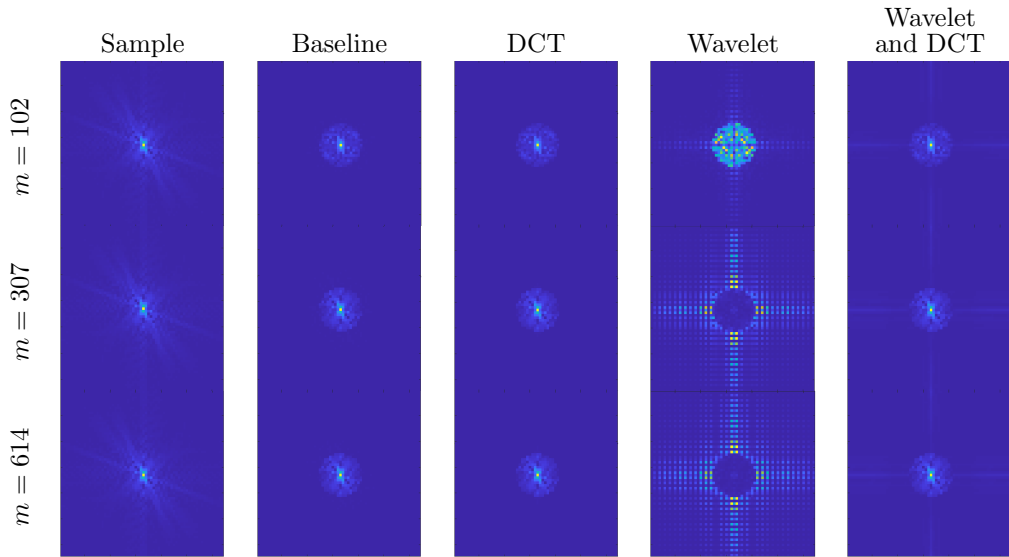 Sample
Baseline
DCT
Wavelet
Wavelet
and DCT
m = 102
m = 307
m = 614